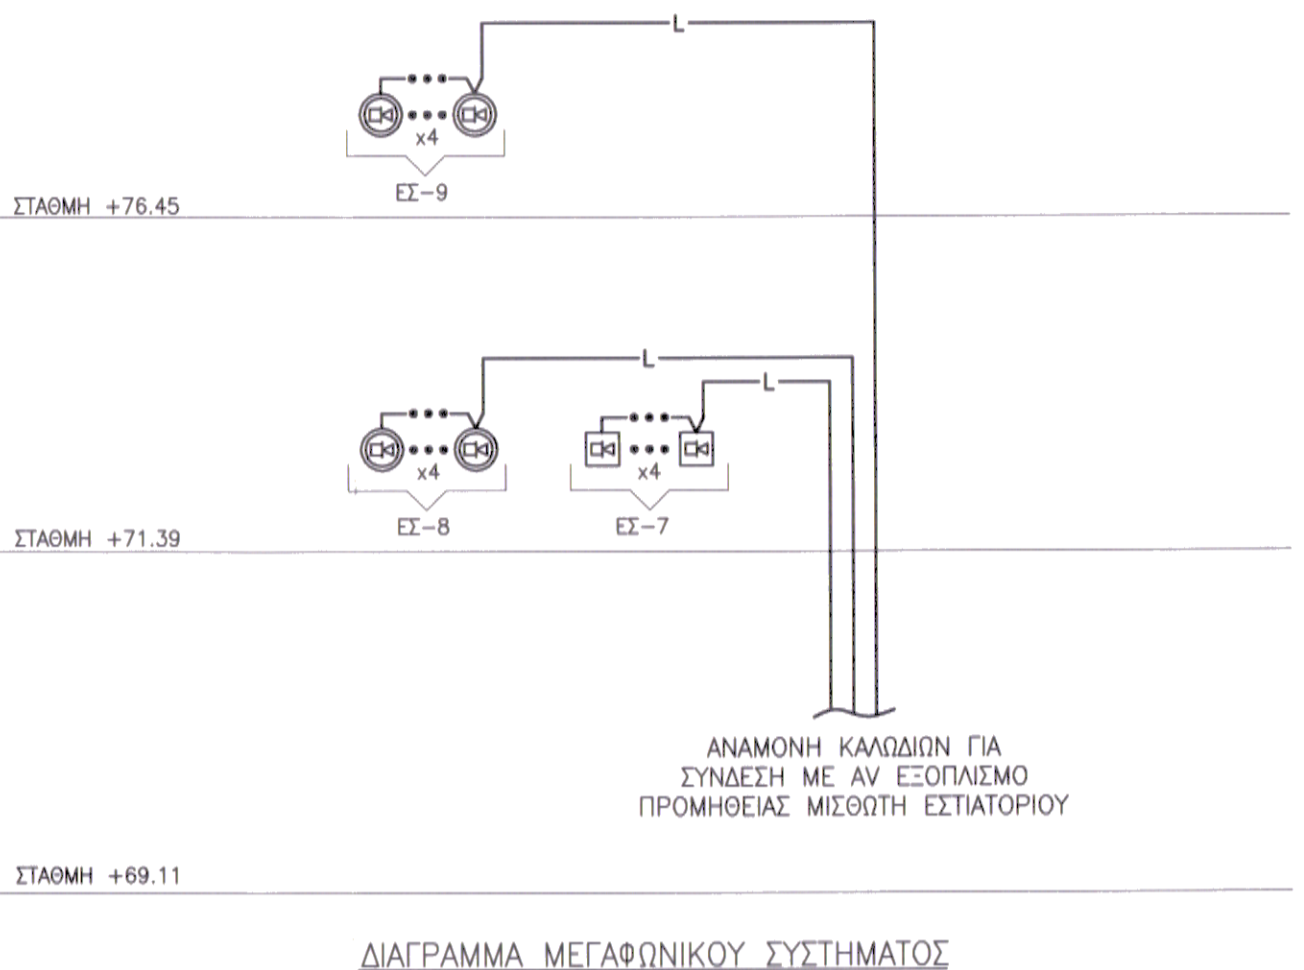 L
x4
ΕΣ-9
ΣΤΑΘΜΗ +76.45
L
L
x4
x4
ΕΣ-8
ΕΣ-7
ΣΤΑΘΜΗ +71.39
ΑΝΑΜΟΝΗ ΚΑΛΩΔΙΩΝ ΓΙΑ
ΣΥΝΔΕΣΗ ΜΕ AV ΕΞΟΠΛΙΣΜΟ
ΠΡΟΜΗΘΕΙΑΣ ΜΙΣΘΩΤΗ ΕΣΤΙΑΤΟΡΙΟΥ
ΣΤΑΘΜΗ +69.11
ΔΙΑΓΡΑΜΜΑ ΜΕΓΑΦΩΝΙΚΟΥ ΣΥΣΤΗΜΑΤΟΣ